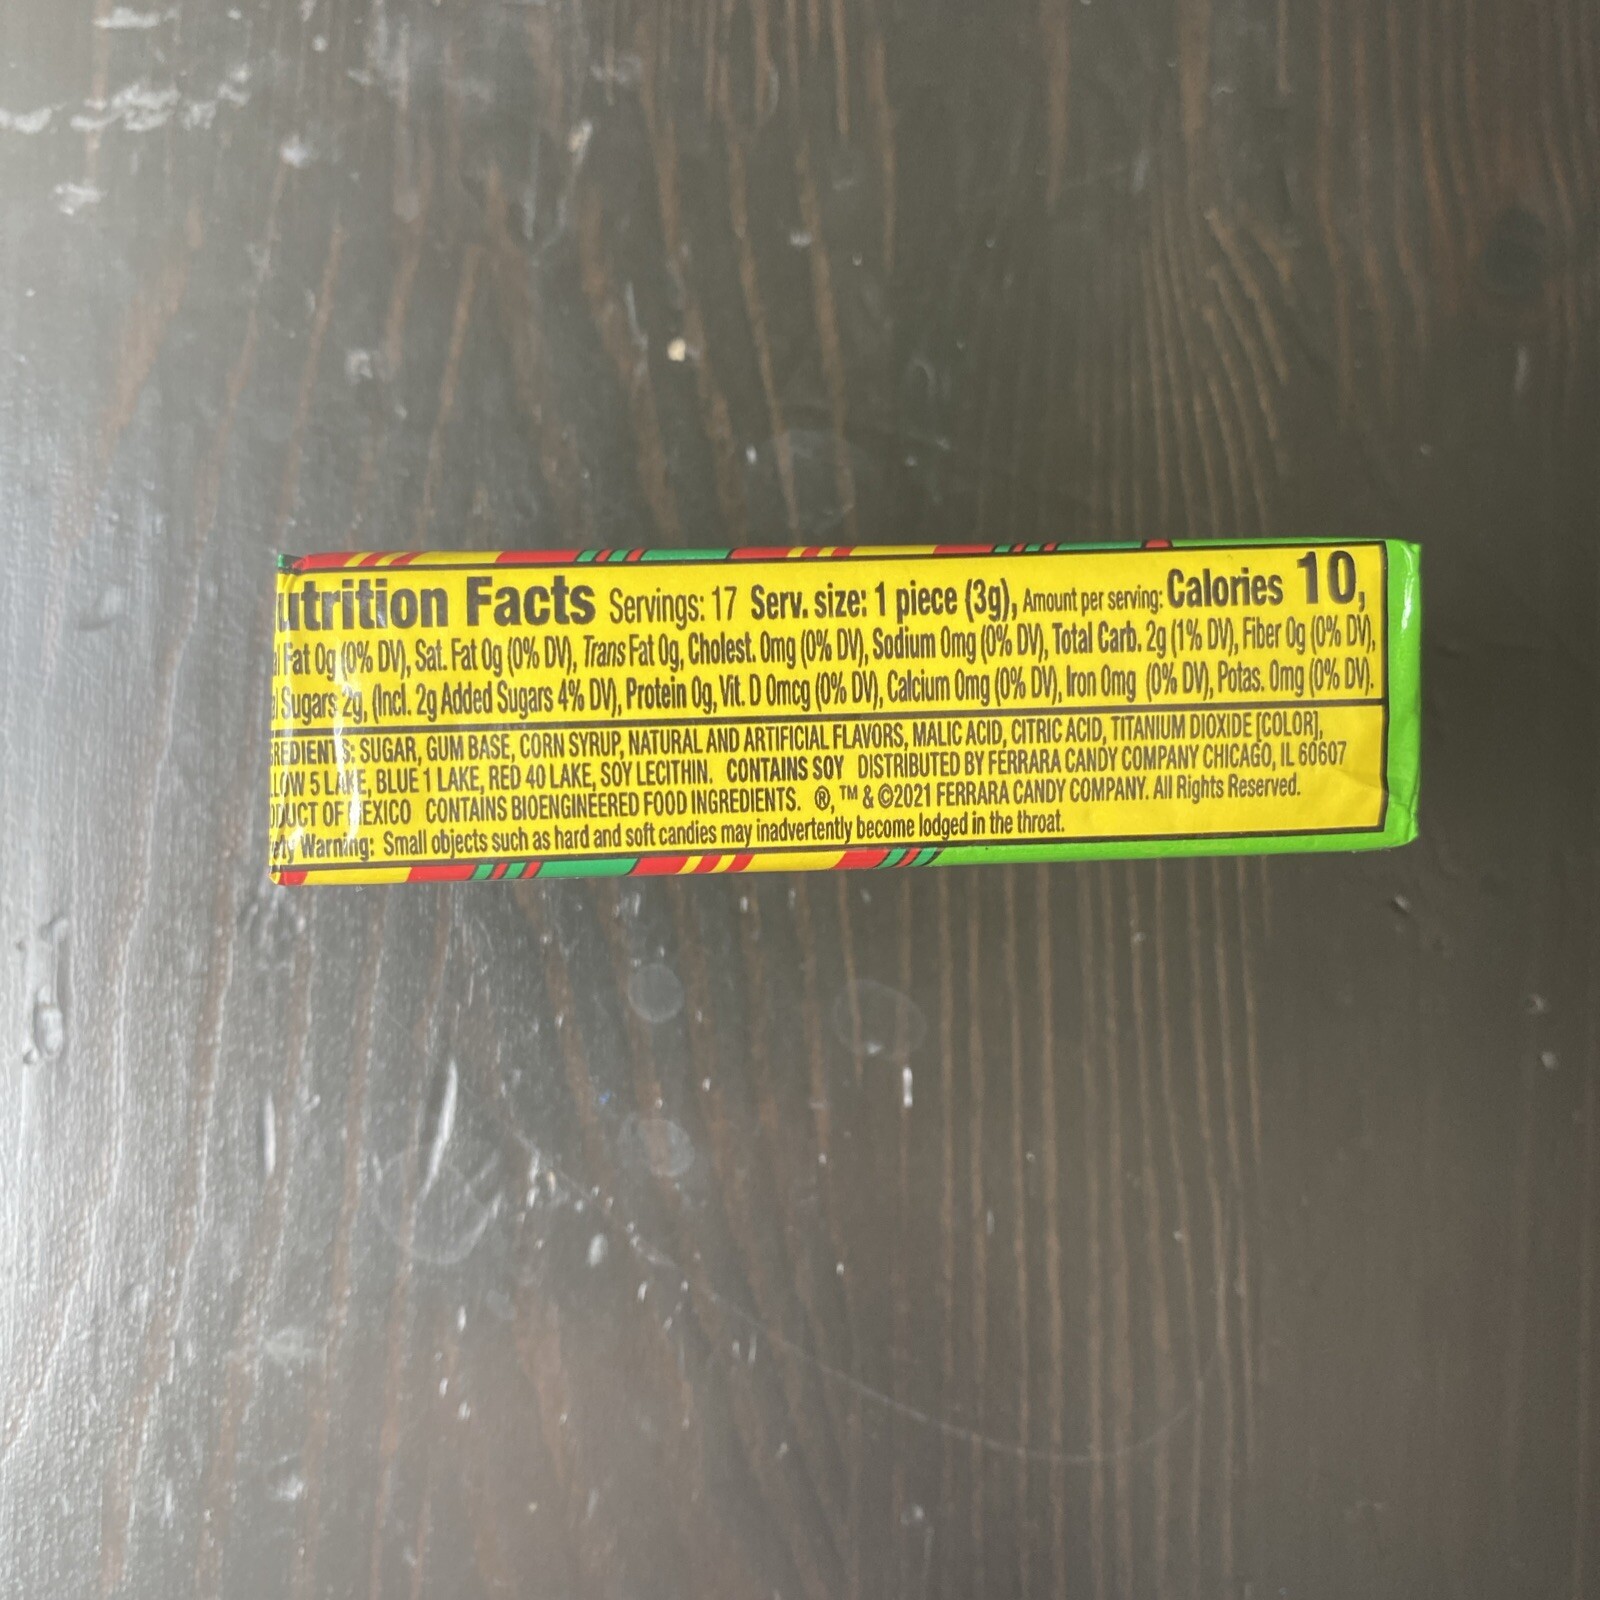 utrition Facts Servings: 17 Serv. size: 1 piece (3g), Amount per serving: Calories 10,
l Fat 0g (0% DV), Sat. Fat 0g (0% DV), Trans Fat 0g, Cholest. 0mg (0% DV), Sodium 0mg (0% DV), Total Carb. 2g (1% DV), Fiber 0g (0% DV),
l Sugars 2g, (Incl. 2g Added Sugars 4% DV), Protein 0g, Vit. D 0mcg (0% DV), Calcium 0mg (0% DV), Iron 0mg (0% DV), Potas. 0mg (0% DV).
REDIENTS: SUGAR, GUM BASE, CORN SYRUP, NATURAL AND ARTIFICIAL FLAVORS, MALIC ACID, CITRIC ACID, TITANIUM DIOXIDE [COLOR],
LOW 5 LAKE, BLUE 1 LAKE, RED 40 LAKE, SOY LECITHIN. CONTAINS SOY DISTRIBUTED BY FERRARA CANDY COMPANY CHICAGO, IL 60607
DUCT OF MEXICO CONTAINS BIOENGINEERED FOOD INGREDIENTS. ®, ™ & ©2021 FERRARA CANDY COMPANY. All Rights Reserved.
ety Warning: Small objects such as hard and soft candies may inadvertently become lodged in the throat.